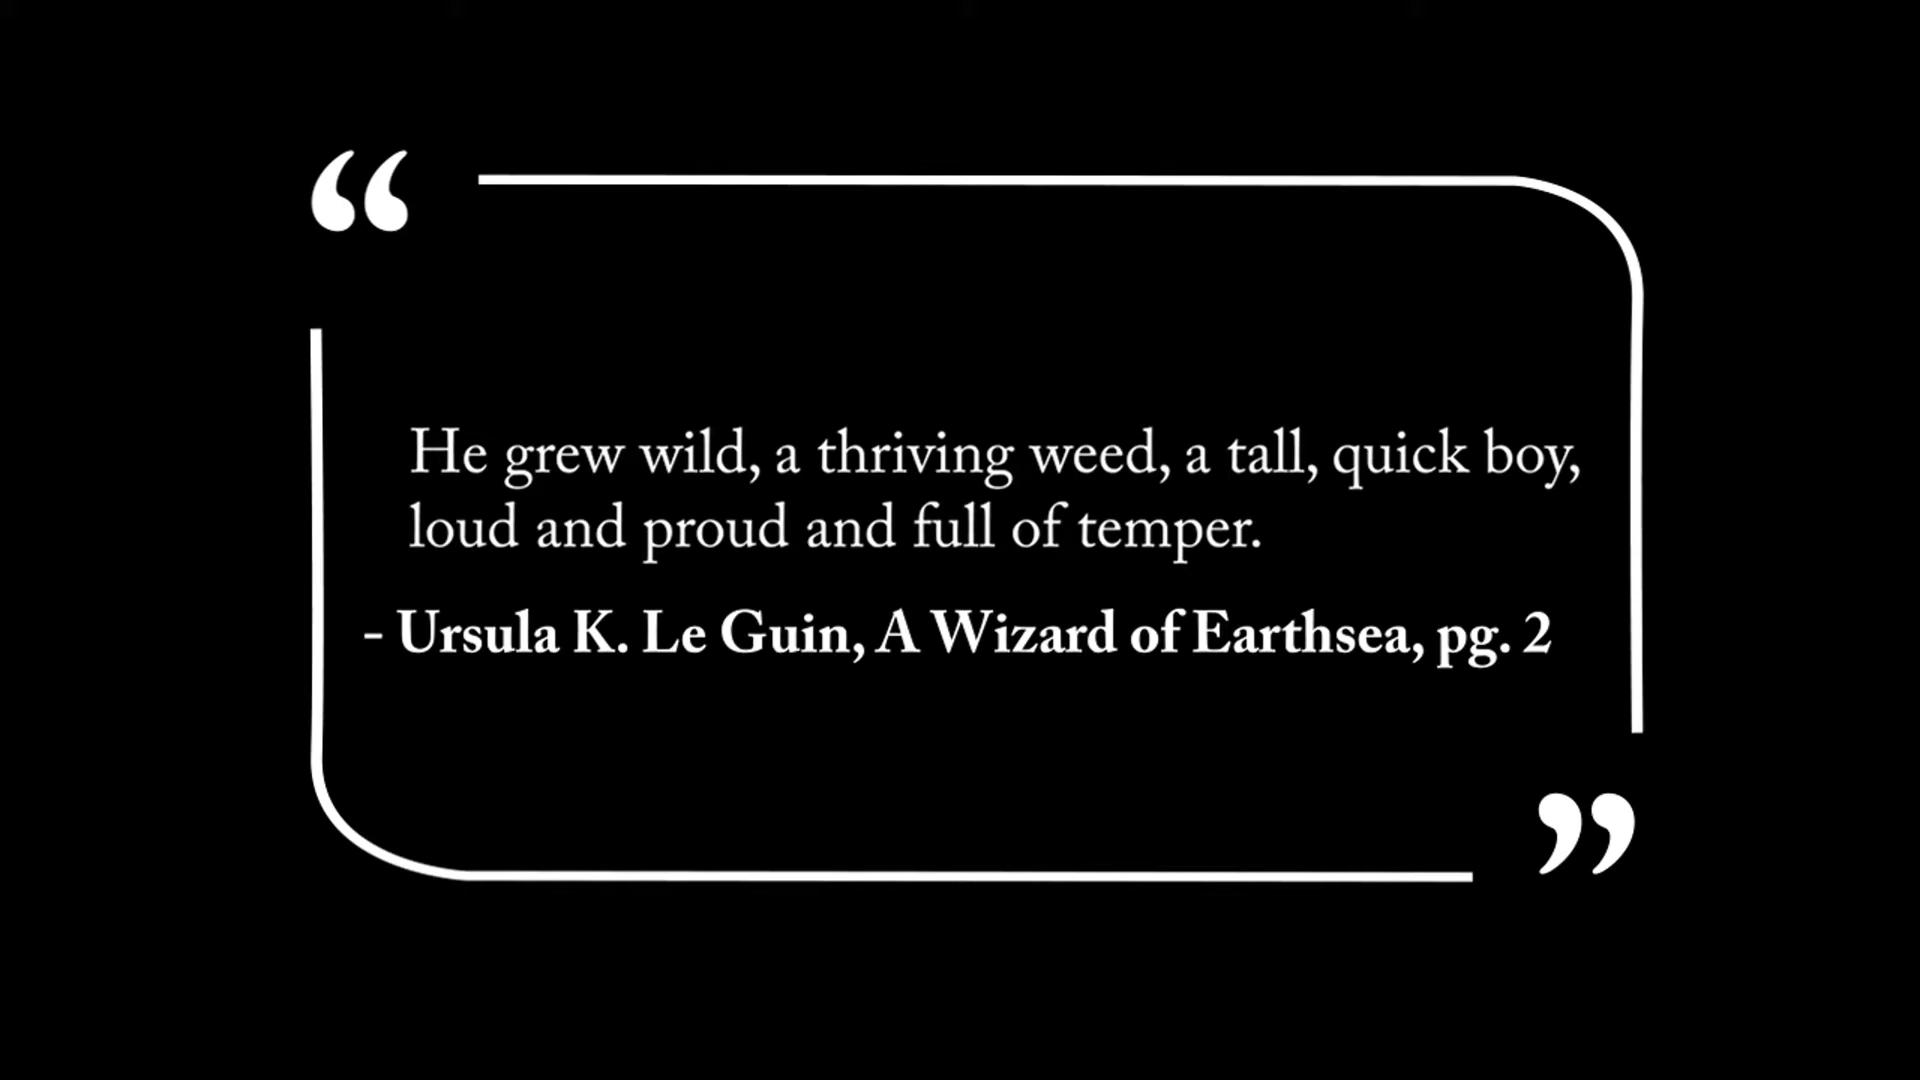 “
He grew wild, a thriving weed, a tall, quick boy,
loud and proud and full of temper.
- Ursula K. Le Guin, A Wizard of Earthsea, pg. 2
”